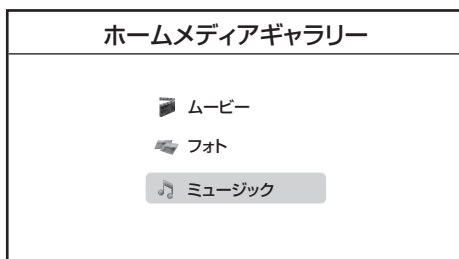 ホームメディアギャラリー
ムービー
フォト
ミュージック